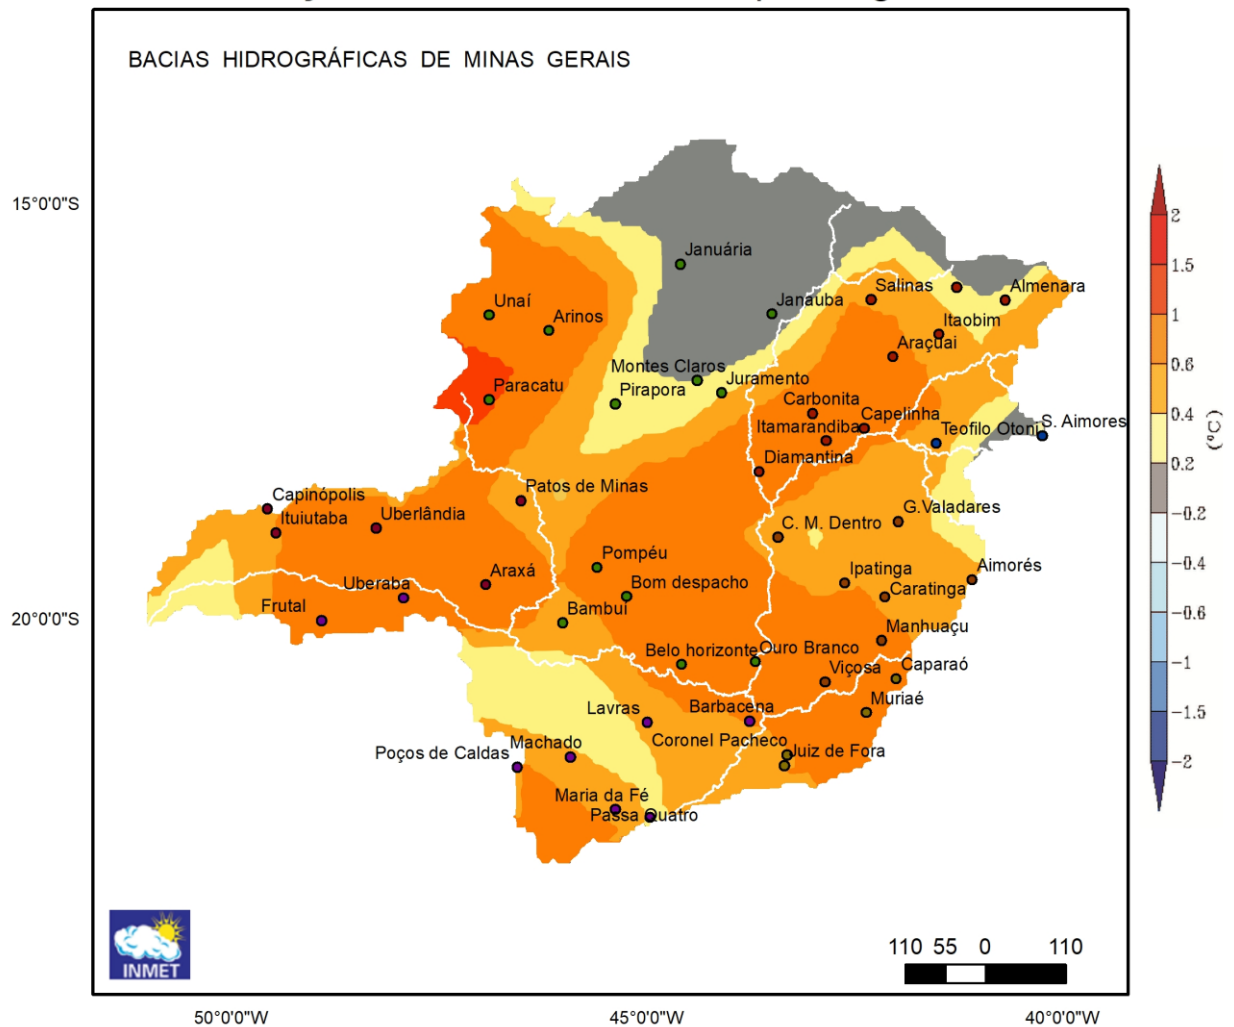 BACIAS HIDROGRÁFICAS DE MINAS GERAIS
15°0'0"S
20°0'0"S
50°0'0"W
45°0'0"W
40°0'0"W
Januária
Janauba
Salinas
Almenara
Unaí
Arinos
Itaobim
Araçuai
Montes Claros
Juramento
Paracatu
Pirapora
Carbonita
Capelinha
Itamarandiba
Teofilo Otoni
S. Aimores
Diamantina
Patos de Minas
Capinópolis
Ituiutaba
Uberlândia
C. M. Dentro
G.Valadares
Pompéu
Aimorés
Araxá
Ipatinga
Uberaba
Bom despacho
Caratinga
Frutal
Bambui
Manhuaçu
Belo horizonte
Ouro Branco
Caparaó
Viçosa
Muriaé
Lavras
Barbacena
Coronel Pacheco
Machado
Juiz de Fora
Poços de Caldas
Maria da Fé
Passa Quatro
2
1.5
1
0.6
0.4
0.2
−0.2
−0.4
−0.6
−1
−1.5
−2
(ºC)
INMET
110 55 0 110